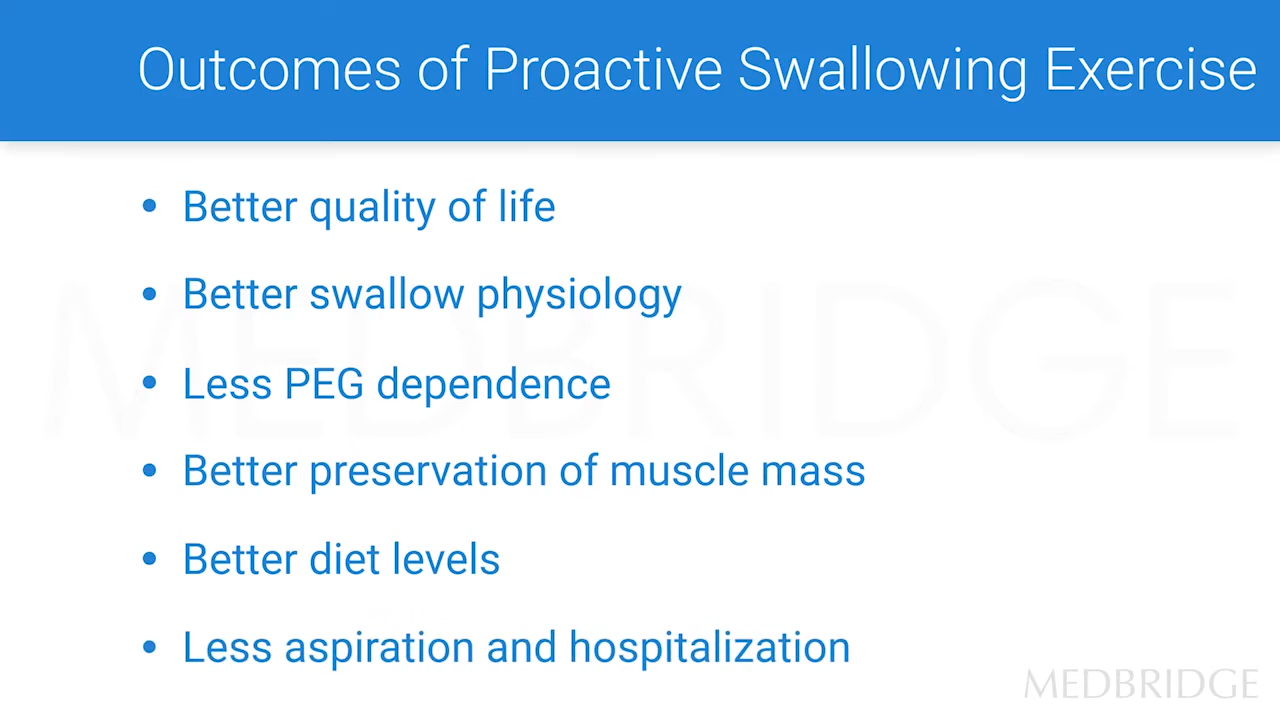 Outcomes of Proactive Swallowing Exercise
• Better quality of life
• Better swallow physiology
• Less PEG dependence
• Better preservation of muscle mass
• Better diet levels
• Less aspiration and hospitalization
MEDBRIDGE
MEDBRIDGE